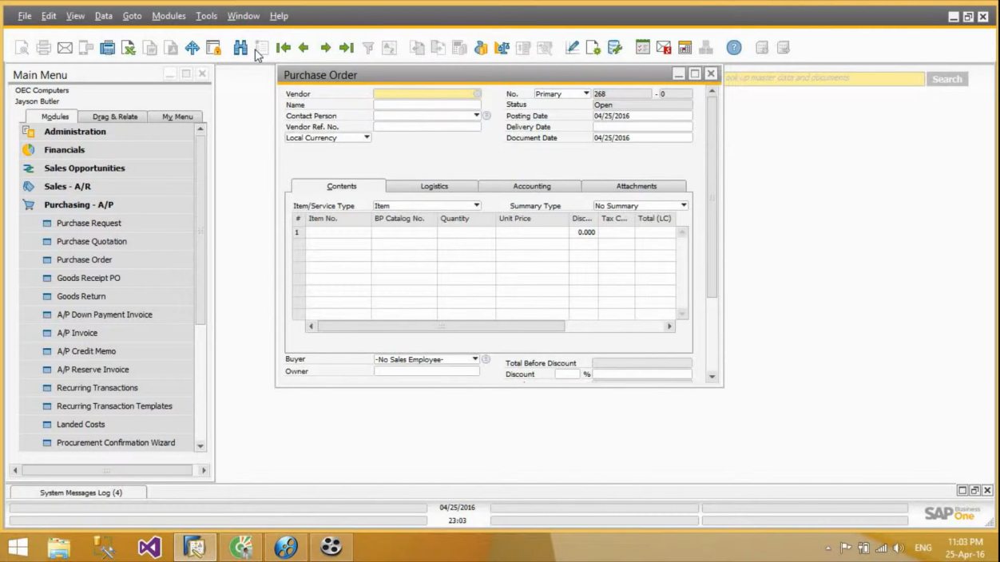 File Edit View Data Goto Modules Tools Window Help
Main Menu
OEC Computers
Jayson Butler
Modules Drag & Relate My Menu
Administration
Financials
Sales Opportunities
Sales - A/R
Purchasing - A/P
Purchase Request
Purchase Quotation
Purchase Order
Goods Receipt PO
Goods Return
A/P Down Payment Invoice
A/P Invoice
A/P Credit Memo
A/P Reserve Invoice
Recurring Transactions
Recurring Transaction Templates
Landed Costs
Procurement Confirmation Wizard
Purchase Order
Vendor
Name
Contact Person
Vendor Ref. No.
Local Currency
No. Primary 268 - 0
Status Open
Posting Date 04/25/2016
Delivery Date
Document Date 04/25/2016
Contents Logistics Accounting Attachments
Item/Service Type Item Summary Type No Summary
# Item No. BP Catalog No. Quantity Unit Price Disc... Tax C... Total (LC)
1 0.000
Buyer -No Sales Employee-
Owner
Total Before Discount
Discount %
ook up master data and documents Search
System Messages Log (4)
04/25/2016
23:03
SAP Business One
ENG
11:03 PM
25-Apr-16